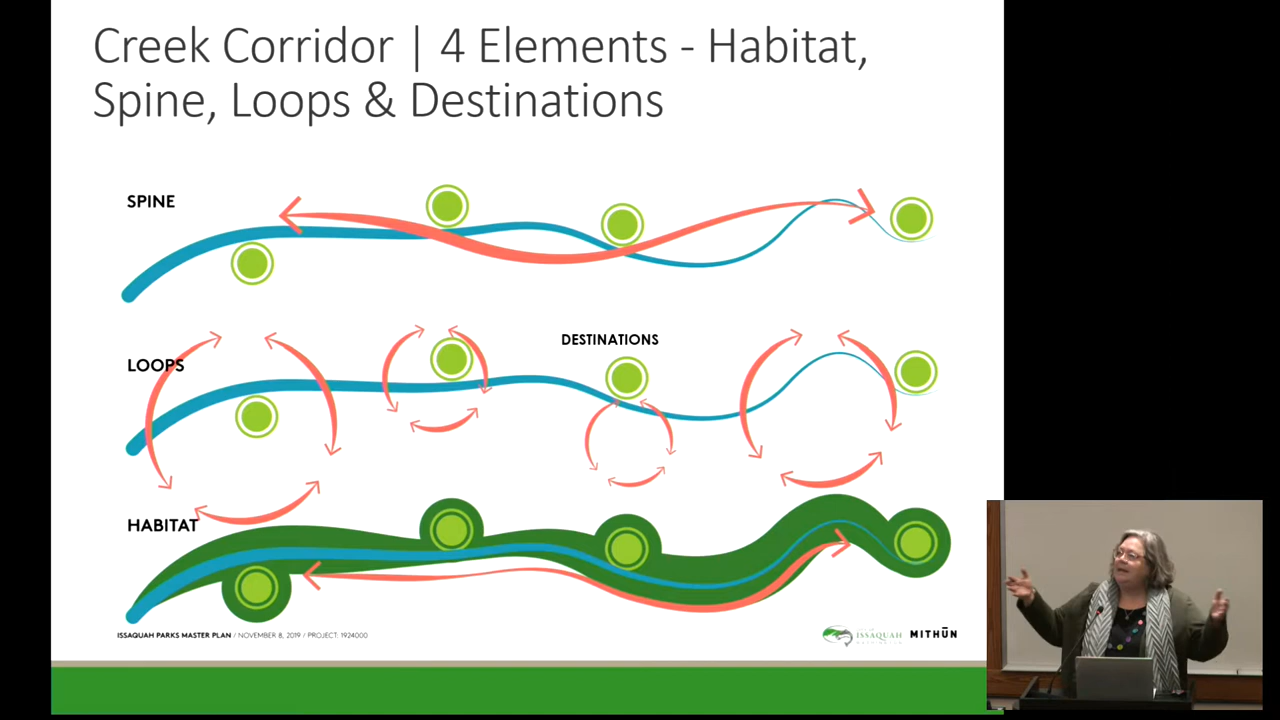 Creek Corridor | 4 Elements - Habitat,
Spine, Loops & Destinations
SPINE
DESTINATIONS
LOOPS
HABITAT
ISSAQUAH PARKS MASTER PLAN / NOVEMBER 8, 2019 / PROJECT: 1924000
ISSAQUAH
MITHŪN